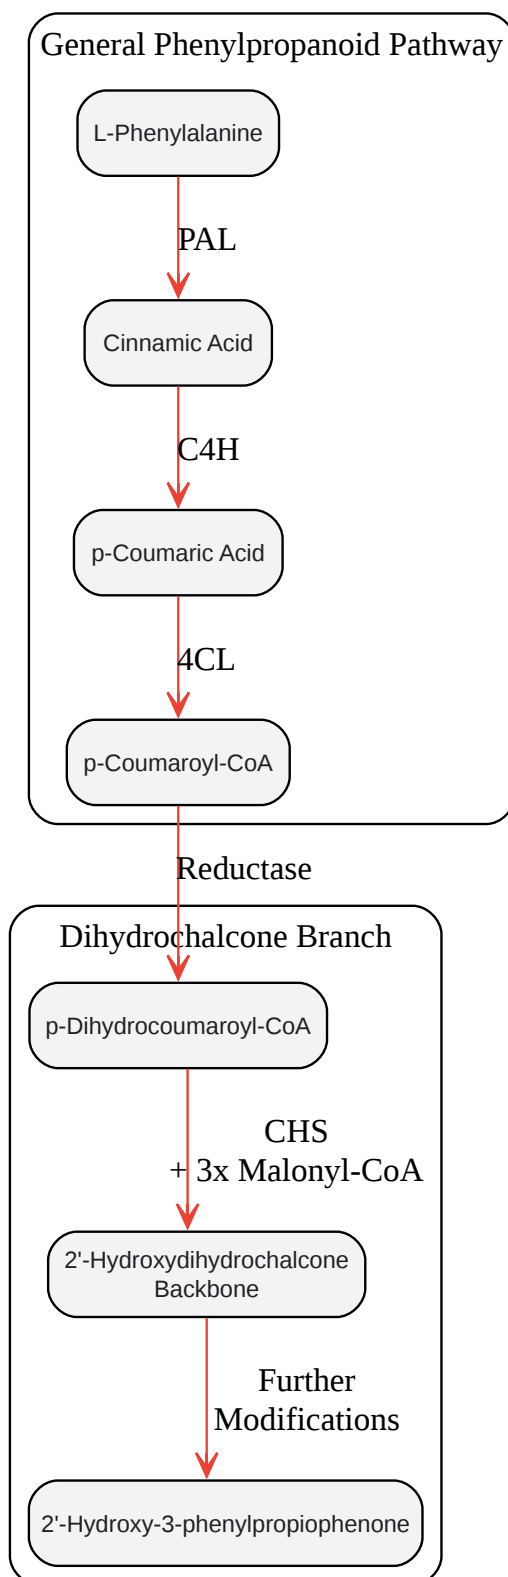 General Phenylpropanoid Pathway
L-Phenylalanine
PAL
Cinnamic Acid
C4H
p-Coumaric Acid
4CL
p-Coumaroyl-CoA
Reductase
Dihydrochalcone Branch
p-Dihydrocoumaroyl-CoA
CHS
+ 3x Malonyl-CoA
2'-Hydroxydihydrochalcone
Backbone
Further
Modifications
2'-Hydroxy-3-phenylpropiophenone